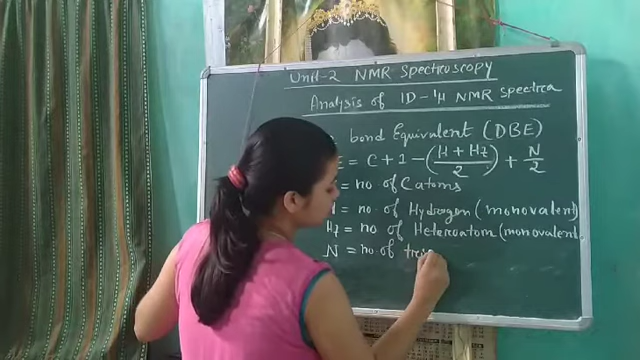 Unit-2 NMR Spectroscopy
Analysis of 1D-¹H NMR Spectra
bond Equivalent (DBE)
= C+1-(H+Hz/2)+N/2
= no. of C atoms
= no. of Hydrogen (monovalent)
Hz = no. of Heteroatom (monovalent
N = no. of